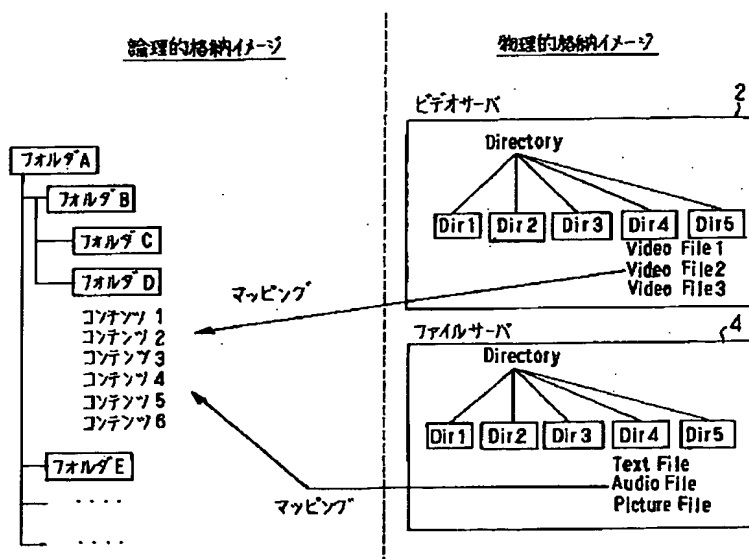 論理的格納イメージ
フォルダA
フォルダB
フォルダC
フォルダD
コンテンツ 1
コンテンツ 2
コンテンツ 3
コンテンツ 4
コンテンツ 5
コンテンツ 6
フォルダE
・・・・
・・・・
マッピング
マッピング
物理的格納イメージ
ビデオサーバ
2
Directory
Dir1 Dir2 Dir3 Dir4 Dir5
Video File 1
Video File2
Video File3
ファイルサーバ
4
Directory
Dir1 Dir2 Dir3 Dir4 Dir5
Text File
Audio File
Picture File